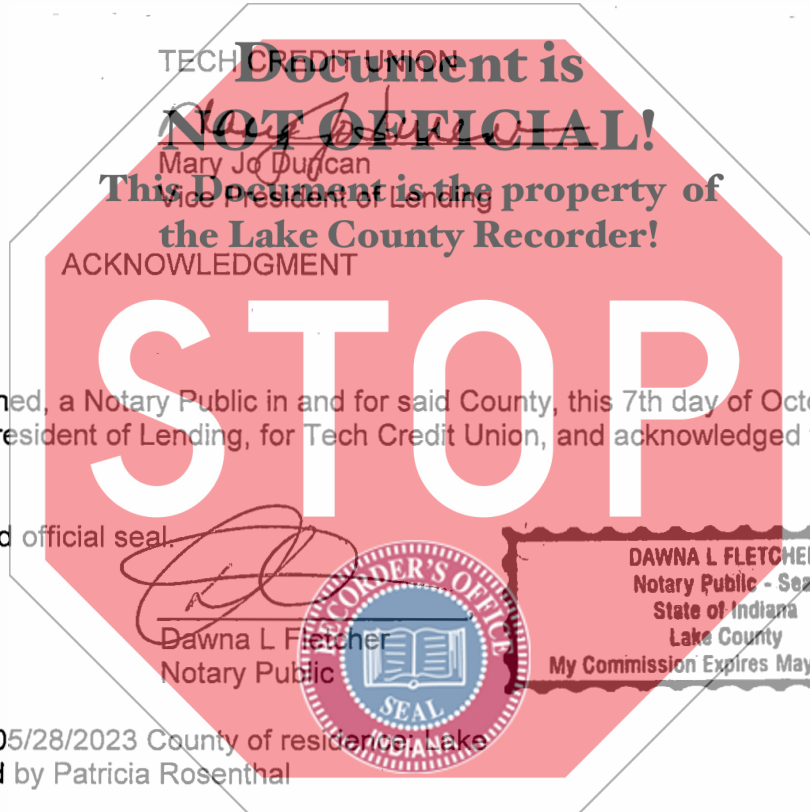 TECH CREDIT UNION
Document is
NOT OFFICIAL!
Mary Jo Duncan
This Document is the property of
Vice President of Lending
the Lake County Recorder!
ACKNOWLEDGMENT
STOP
ned, a Notary Public in and for said County, this 7th day of Octo
resident of Lending, for Tech Credit Union, and acknowledged
d official seal.
DAWNA L FLETCHER
Notary Public - Seal
State of Indiana
Lake County
My Commission Expires May
RECORDER'S OFFICE
SEAL
INDIANA
Dawna L Fletcher
Notary Public
05/28/2023 County of residence: Lake
d by Patricia Rosenthal